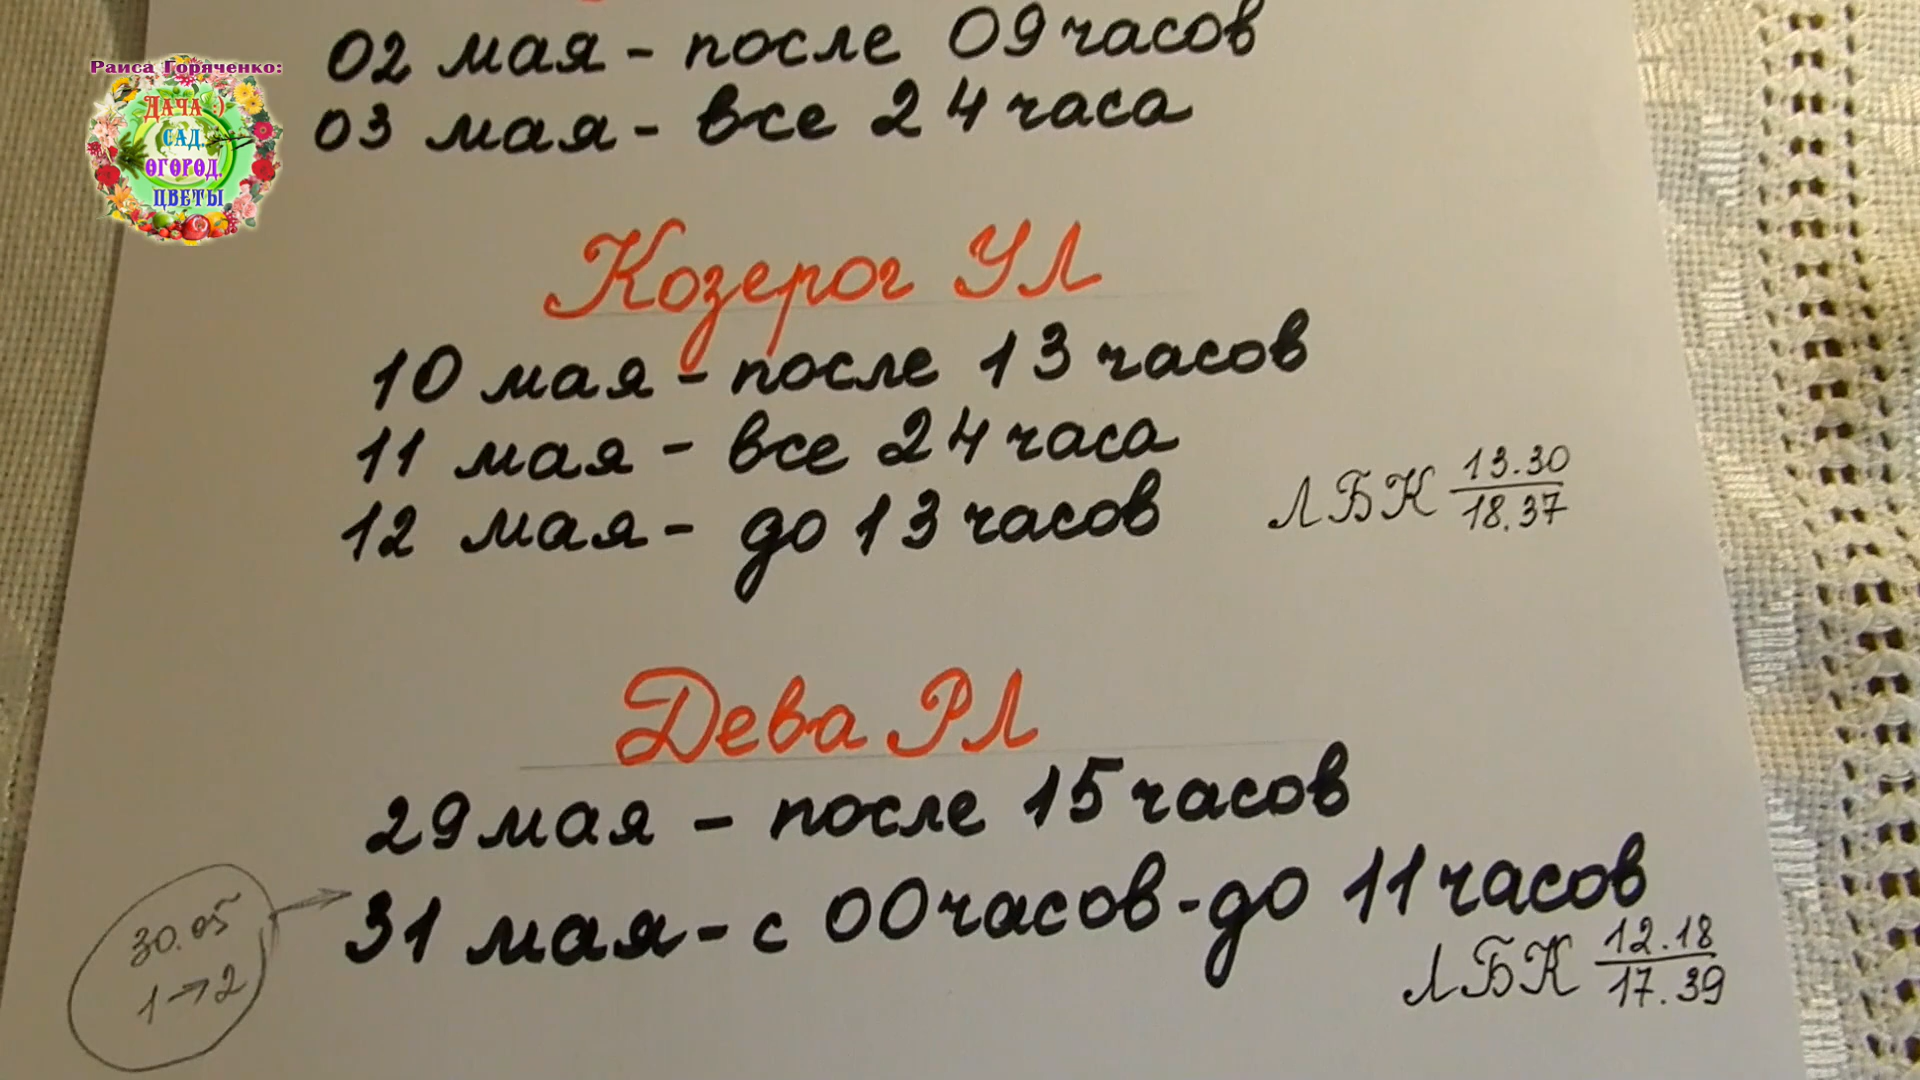 Раиса Горяченко:
Дача :)
сад,
огород,
цветы
02 мая - после 09 часов
03 мая - все 24 часа
Козерог УЛ
10 мая - после 13 часов
11 мая - все 24 часа
12 мая - до 13 часов
ЛБК 13.30
18.37
Дева РЛ
29 мая - после 15 часов
31 мая - с 00 часов - до 11 часов
30.05
1→2
ЛБК 12.18
17.39